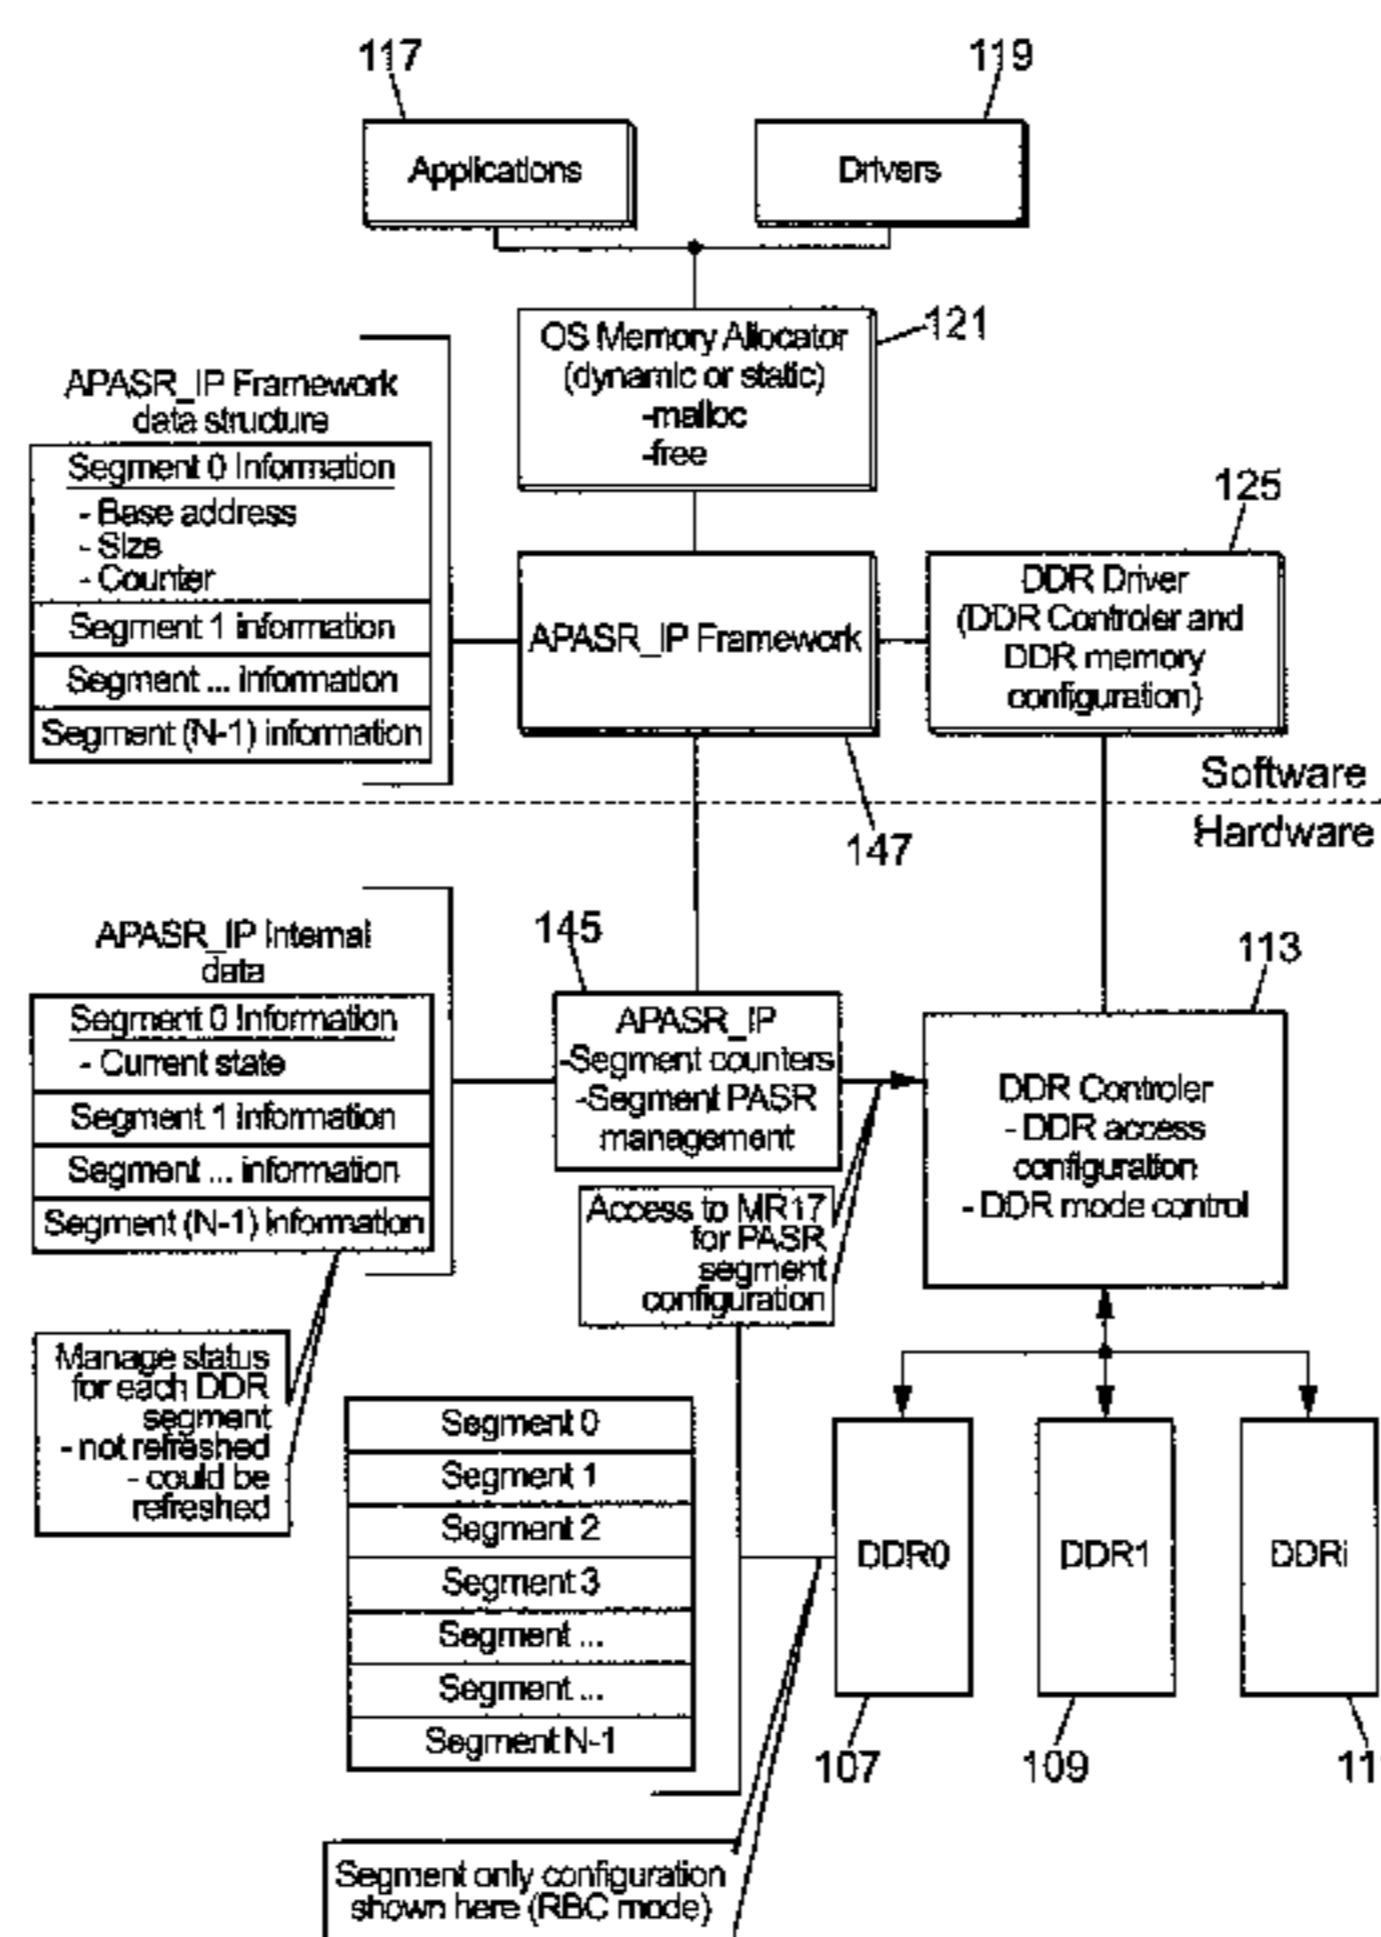 117
119
Applications
Drivers
OS Memory Allocator
(dynamic or static)
-malloc
-free
121
APASR_IP Framework
data structure
Segment 0 Information
- Base address
- Size
- Counter
Segment 1 information
Segment ... information
Segment (N-1) information
APASR_IP Framework
125
DDR Driver
(DDR Controler and
DDR memory
configuration)
Software
Hardware
147
APASR_IP Internal
data
Segment 0 Information
- Current state
Segment 1 Information
Segment ... information
Segment (N-1) Information
145
APASR_IP
-Segment counters
-Segment PASR
management
113
DDR Controler
- DDR access
configuration
- DDR mode control
Access to MR17
for PASR
segment
configuration
Manage status
for each DDR
segment
- not refreshed
- could be
refreshed
Segment 0
Segment 1
Segment 2
Segment 3
Segment ...
Segment ...
Segment N-1
DDR0
DDR1
DDRi
107
109
11
Segment only configuration
shown here (RBC mode)